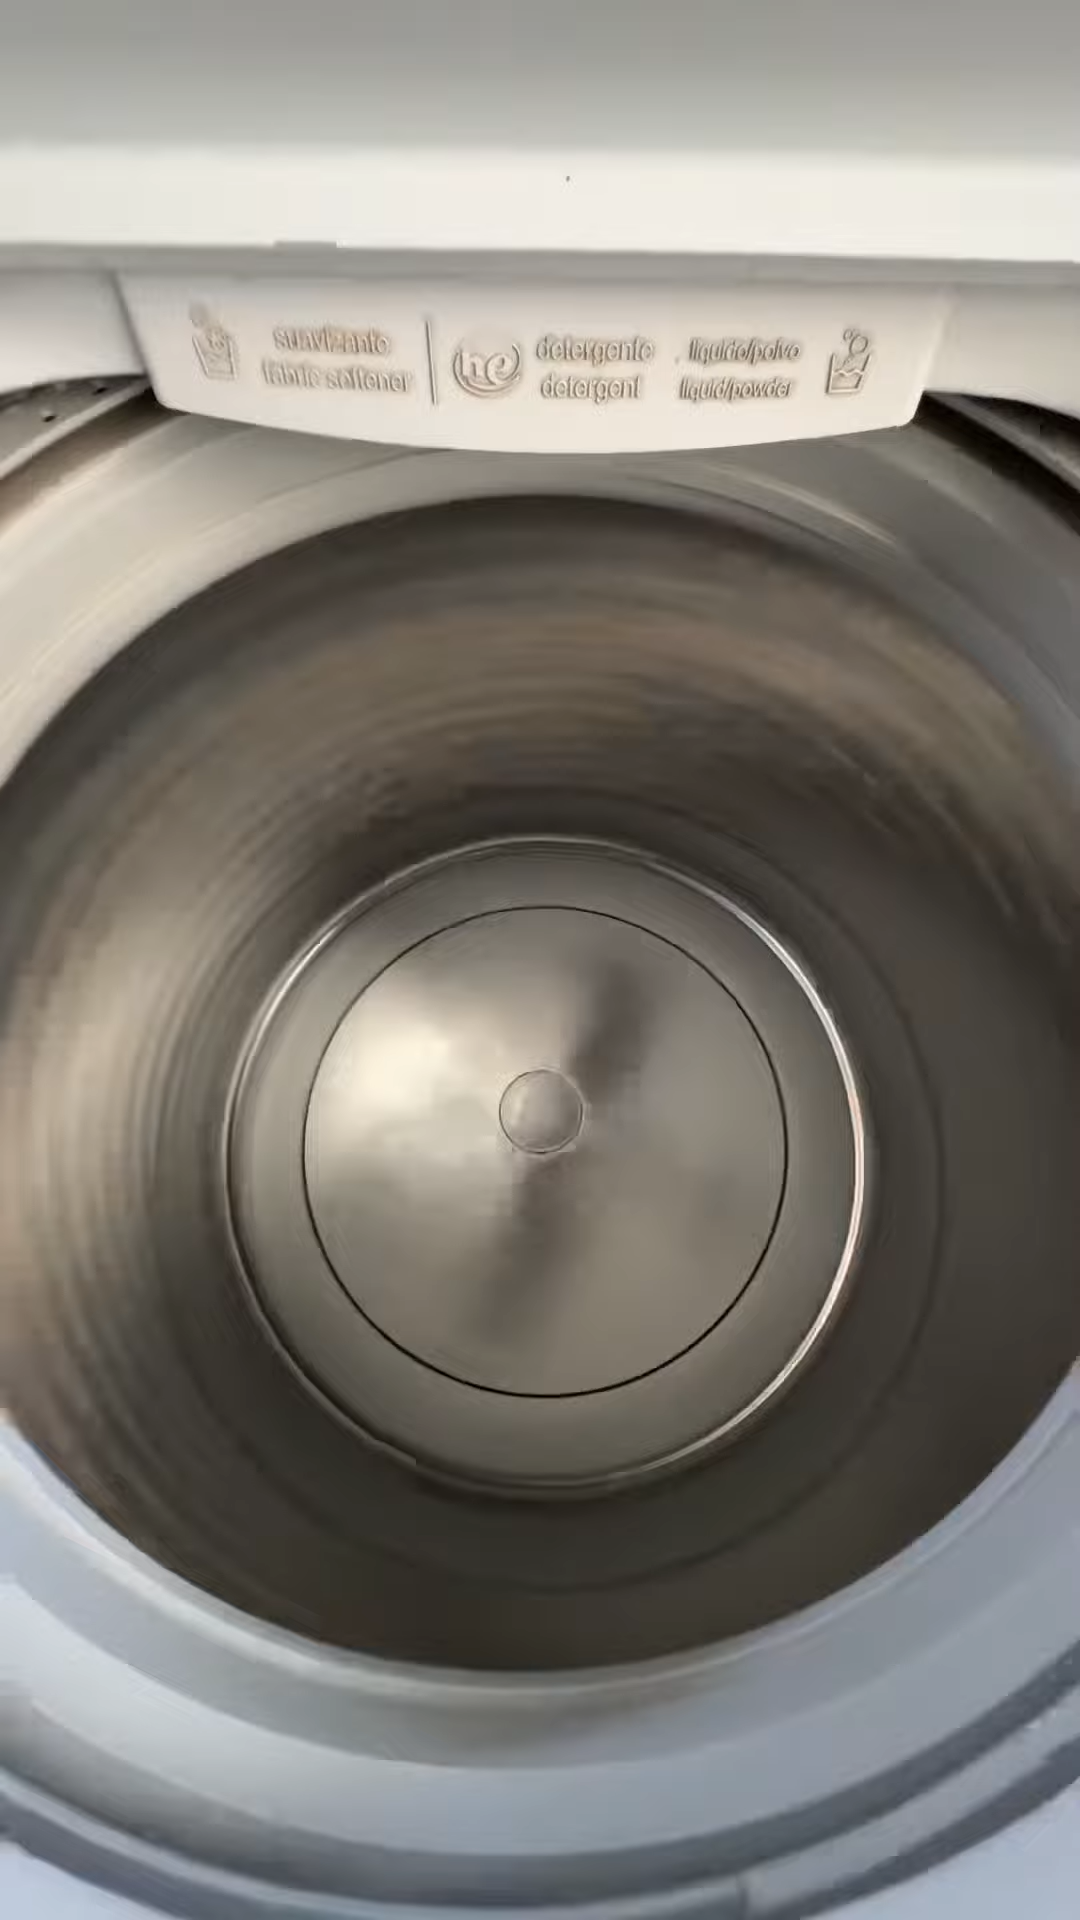 suavizante
fabric softener
he
detergente
detergent
líquido/polvo
liquid/powder